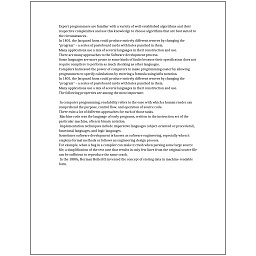 Expert programmers are familiar with a variety of well-established algorithms and their
respective complexities and use this knowledge to choose algorithms that are best suited to
the circumstances.
In 1801, the Jacquard loom could produce entirely different weaves by changing the
"program" - a series of pasteboard cards with holes punched in them.
Many applications use a mix of several languages in their construction and use.
There are many approaches to the Software development process.
Some languages are more prone to some kinds of faults because their specification does not
require compilers to perform as much checking as other languages.
Compilers harnessed the power of computers to make programming easier by allowing
programmers to specify calculations by entering a formula using infix notation.
In 1801, the Jacquard loom could produce entirely different weaves by changing the
"program" - a series of pasteboard cards with holes punched in them.
Many applications use a mix of several languages in their construction and use.
The following properties are among the most important:
To computer programming, readability refers to the ease with which a human reader can
comprehend the purpose, control flow, and operation of source code.
There exist a lot of different approaches for each of those tasks.
Machine code was the language of early programs, written in the instruction set of the
particular machine, often in binary notation.
Implementation techniques include imperative languages (object-oriented or procedural),
functional languages, and logic languages.
Sometimes software development is known as software engineering, especially when it
employs formal methods or follows an engineering design process.
For example, when a bug in a compiler can make it crash when parsing some large source
file, a simplification of the test case that results in only few lines from the original source file
can be sufficient to reproduce the same crash.
In the 1880s, Herman Hollerith invented the concept of storing data in machine-readable
form.